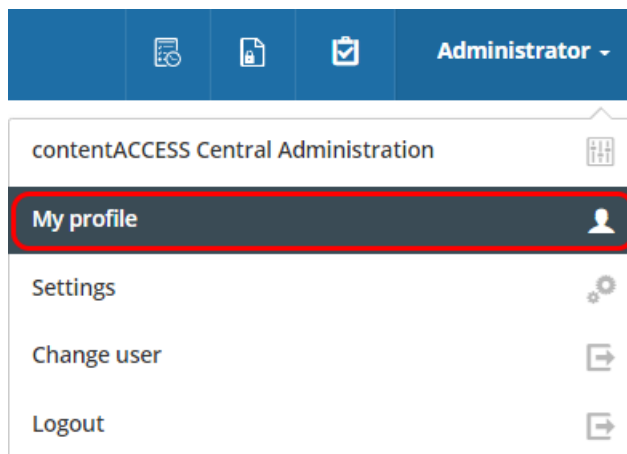 Administrator
contentACCESS Central Administration
My profile
Settings
Change user
Logout